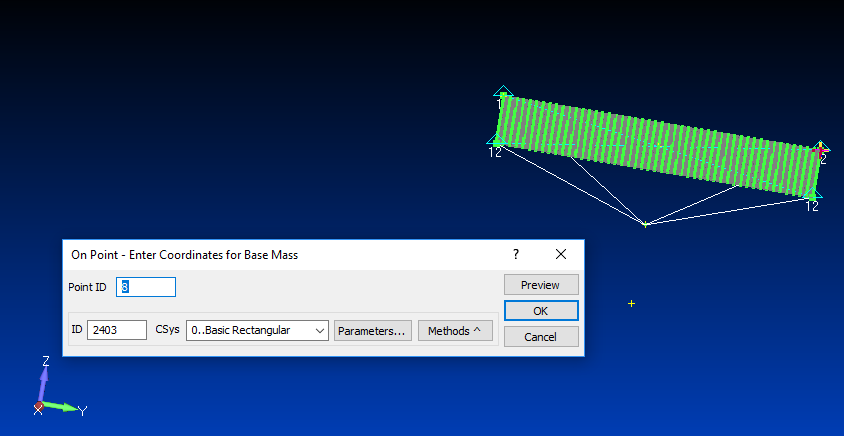 1
2
12
12
On Point - Enter Coordinates for Base Mass
Point ID 8
Preview
OK
ID 2403 CSys 0..Basic Rectangular Parameters... Methods ^
Cancel
Z
X
Y